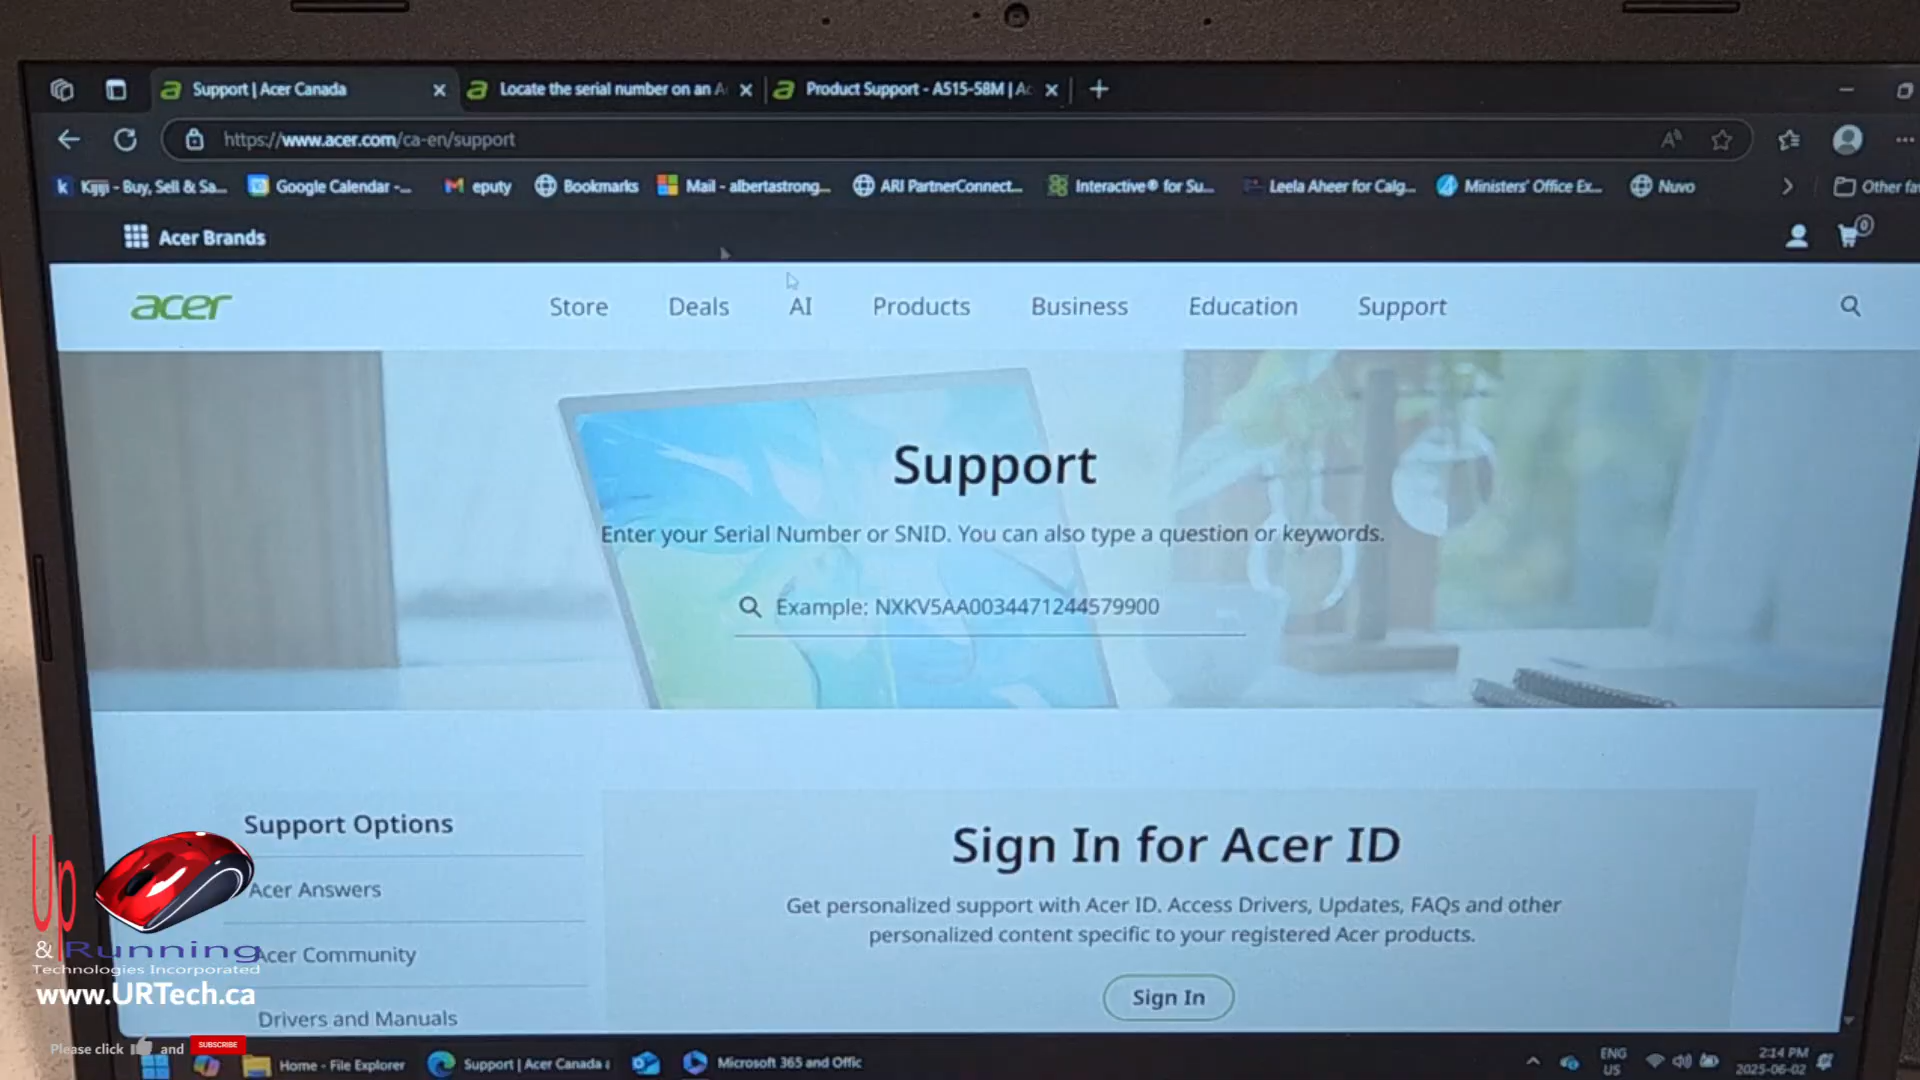 Support | Acer Canada
Locate the serial number on an A
Product Support - A515-58M | Ac
https://www.acer.com/ca-en/support
Kijiji - Buy, Sell & Sa...
Google Calendar -...
eputy
Bookmarks
Mail - albertastrong...
ARI PartnerConnect...
Interactive® for Su...
Leela Aheer for Calg...
Ministers' Office Ex...
Nuvo
Other fa
Acer Brands
0
acer
Store
Deals
AI
Products
Business
Education
Support
Support
Enter your Serial Number or SNID. You can also type a question or keywords.
Example: NXKV5AA0034471244579900
Support Options
Acer Answers
Acer Community
Drivers and Manuals
Sign In for Acer ID
Get personalized support with Acer ID. Access Drivers, Updates, FAQs and other
personalized content specific to your registered Acer products.
Sign In
Up
& Running
Technologies Incorporated
www.URTech.ca
Please click and SUBSCRIBE
Home - File Explorer
Support | Acer Canada a
Microsoft 365 and Offic
ENG
US
2:14 PM
2025-06-02